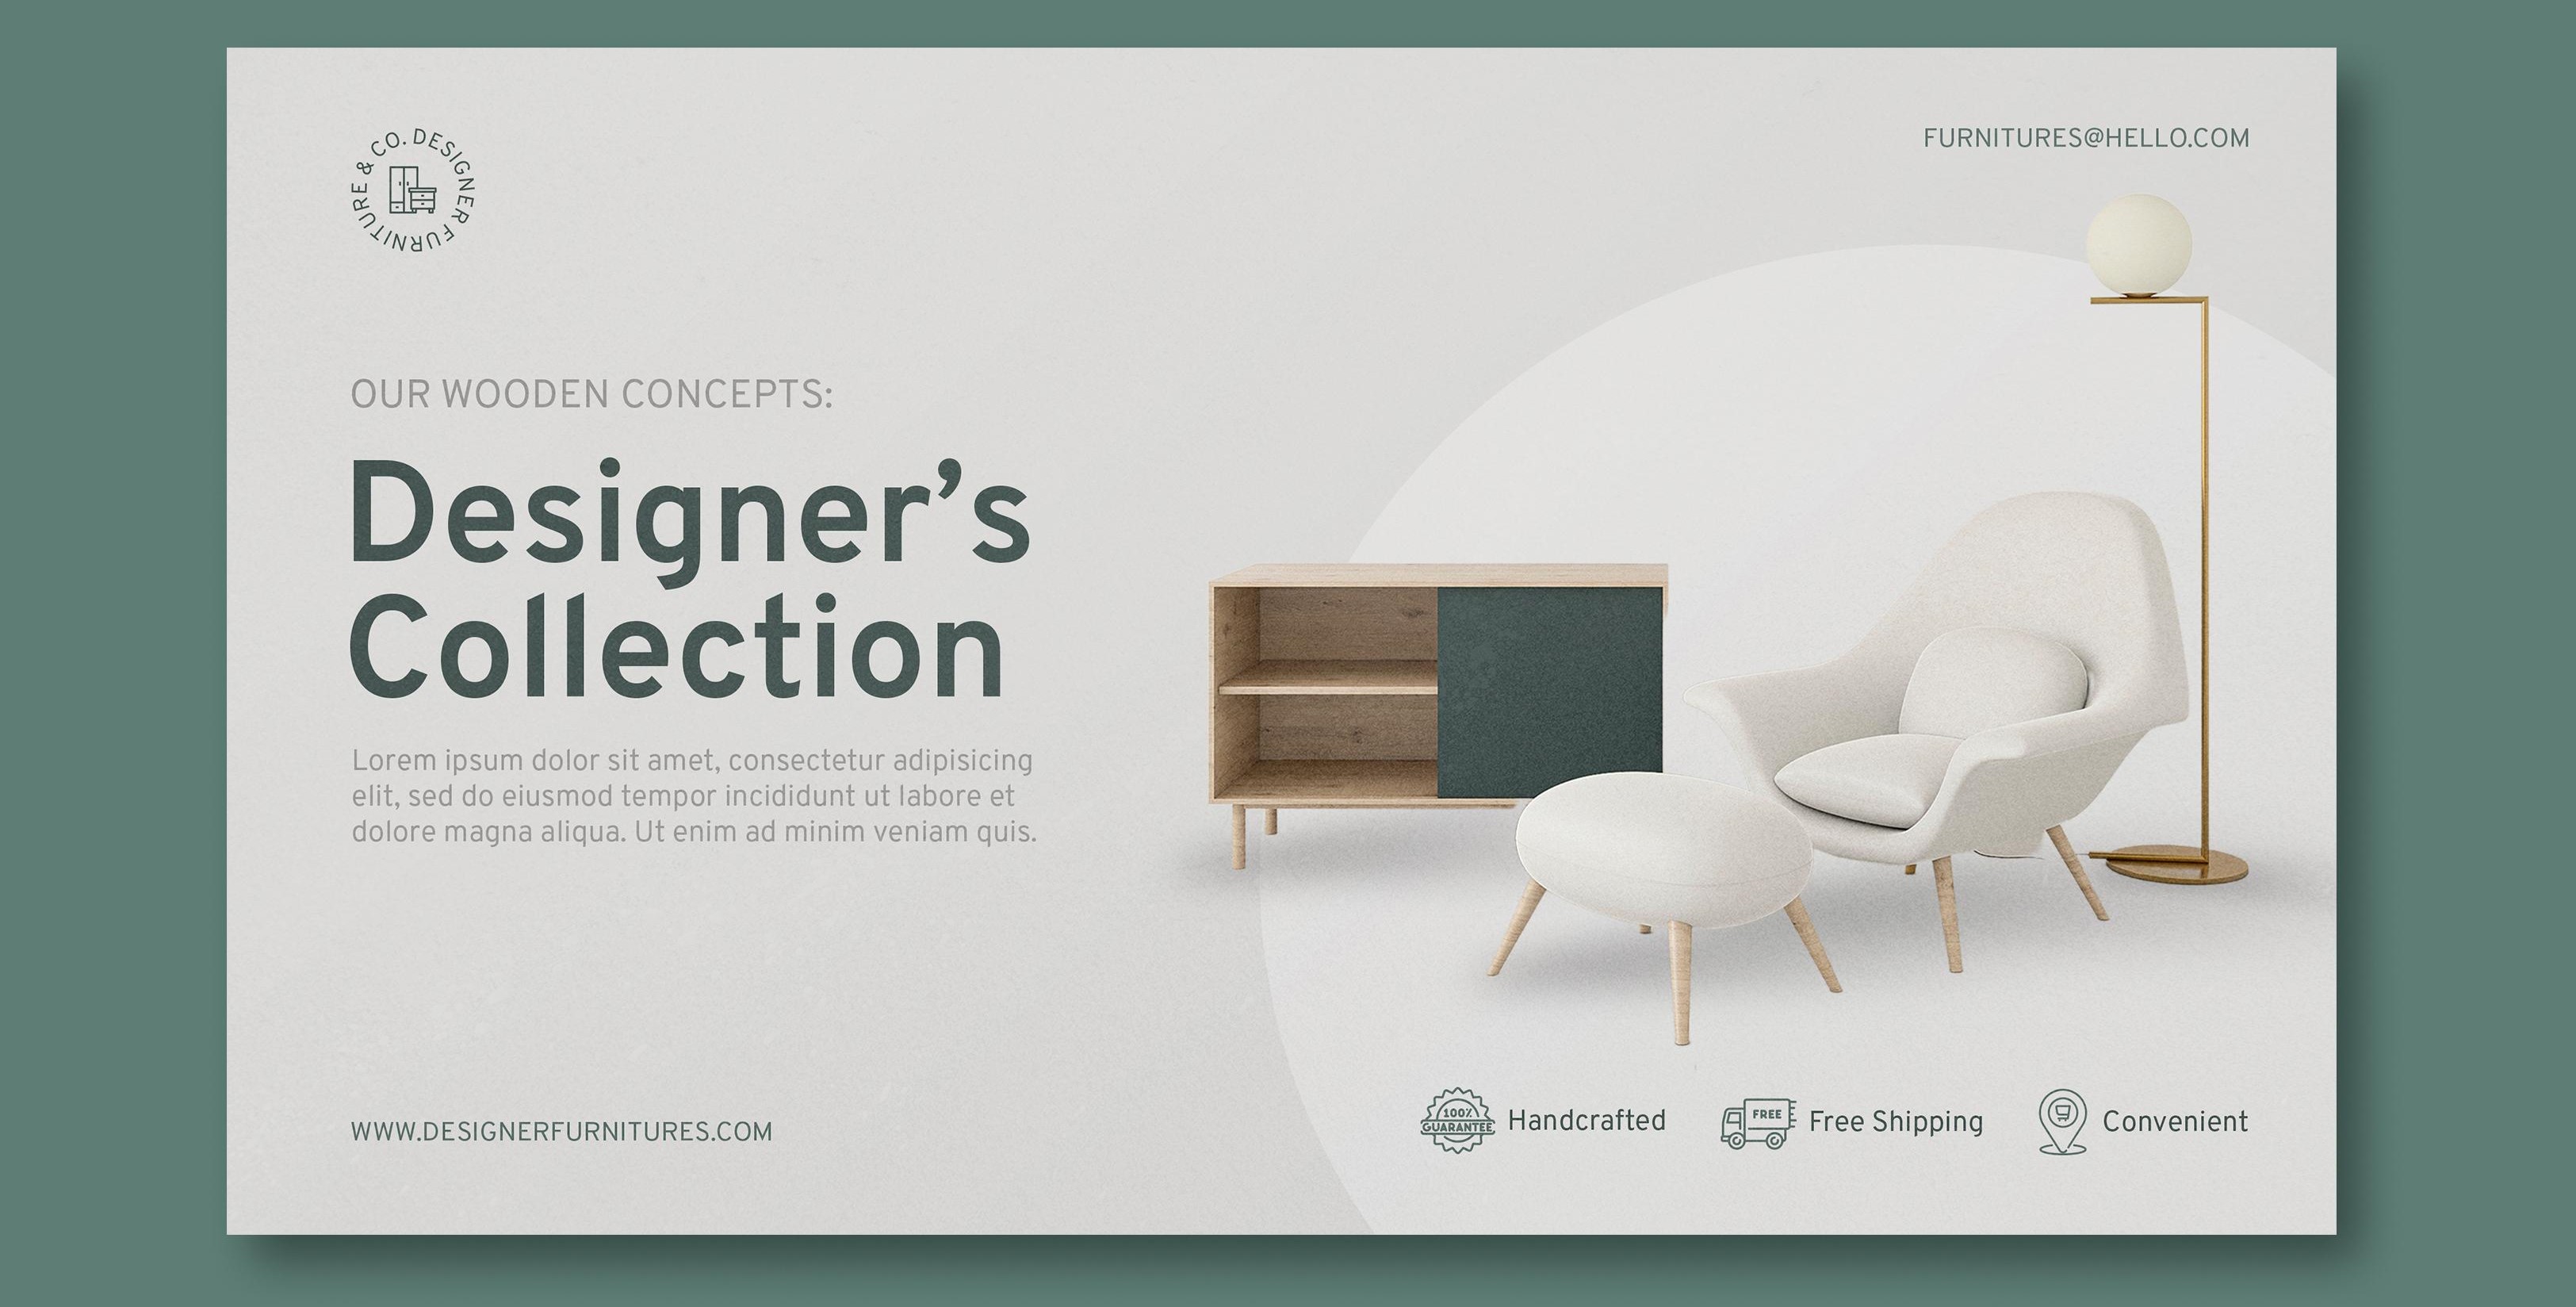 DESIGNER FURNITURE & CO.
FURNITURES@HELLO.COM
OUR WOODEN CONCEPTS:
Designer’s
Collection
Lorem ipsum dolor sit amet, consectetur adipisicing
elit, sed do eiusmod tempor incididunt ut labore et
dolore magna aliqua. Ut enim ad minim veniam quis.
WWW.DESIGNERFURNITURES.COM
100%
GUARANTEE
Handcrafted
FREE
Free Shipping
Convenient